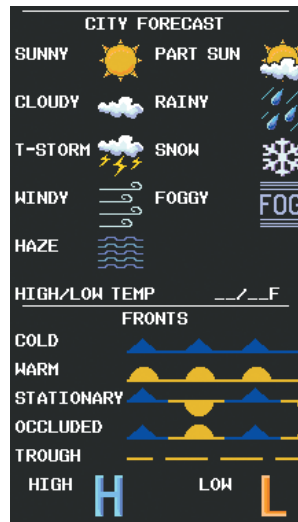 CITY FORECAST
SUNNY PART SUN
CLOUDY RAINY
T-STORM SNOW
WINDY FOGGY FOG
HAZE
HIGH/LOW TEMP __/__F
FRONTS
COLD
WARM
STATIONARY
OCCLUDED
TROUGH
HIGH H LOW L